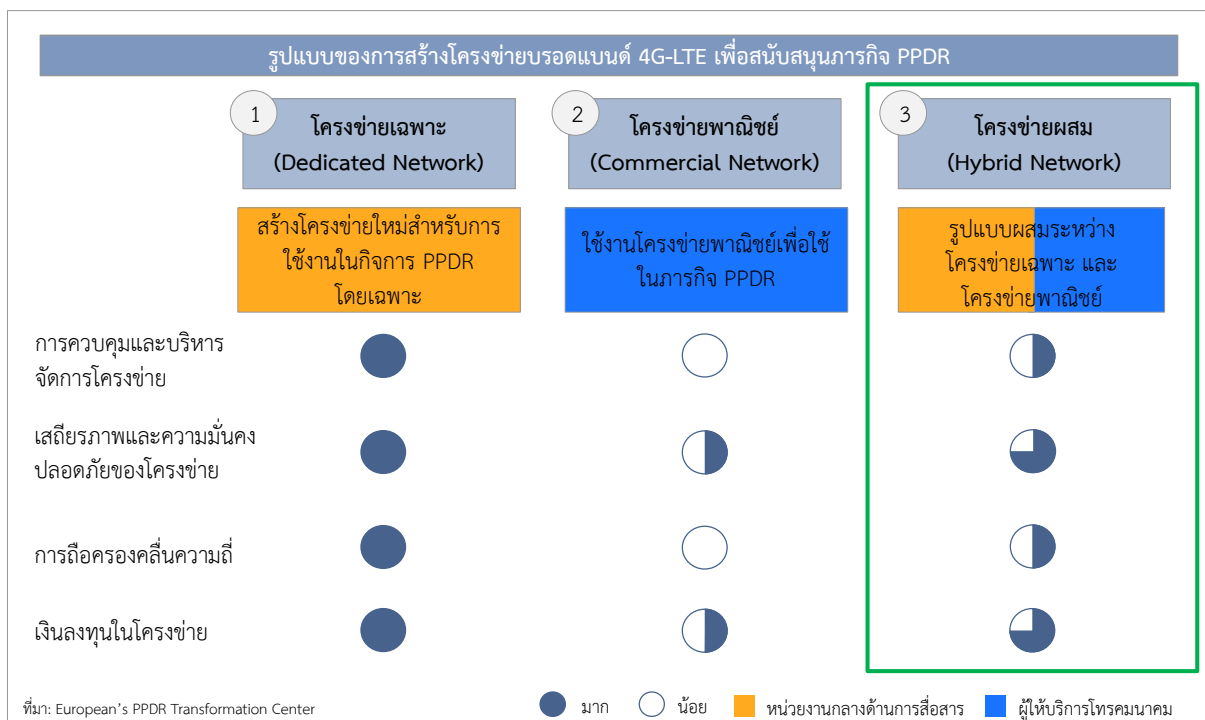 รูปแบบของการสร้างโครงข่ายบรอดแบนด์ 4G-LTE เพื่อสนับสนุนภารกิจ PPDR
1
โครงข่ายเฉพาะ
(Dedicated Network)
2
โครงข่ายพาณิชย์
(Commercial Network)
3
โครงข่ายผสม
(Hybrid Network)
สร้างโครงข่ายใหม่สำหรับการ
ใช้งานในกิจการ PPDR
โดยเฉพาะ
ใช้งานโครงข่ายพาณิชย์เพื่อใช้
ในภารกิจ PPDR
รูปแบบผสมระหว่าง
โครงข่ายเฉพาะ และ
โครงข่ายพาณิชย์
การควบคุมและบริหาร
จัดการโครงข่าย
เสถียรภาพและความมั่นคง
ปลอดภัยของโครงข่าย
การถือครองคลื่นความถี่
เงินลงทุนในโครงข่าย
ที่มา: European's PPDR Transformation Center
มาก
น้อย
หน่วยงานกลางด้านการสื่อสาร
ผู้ให้บริการโทรคมนาคม